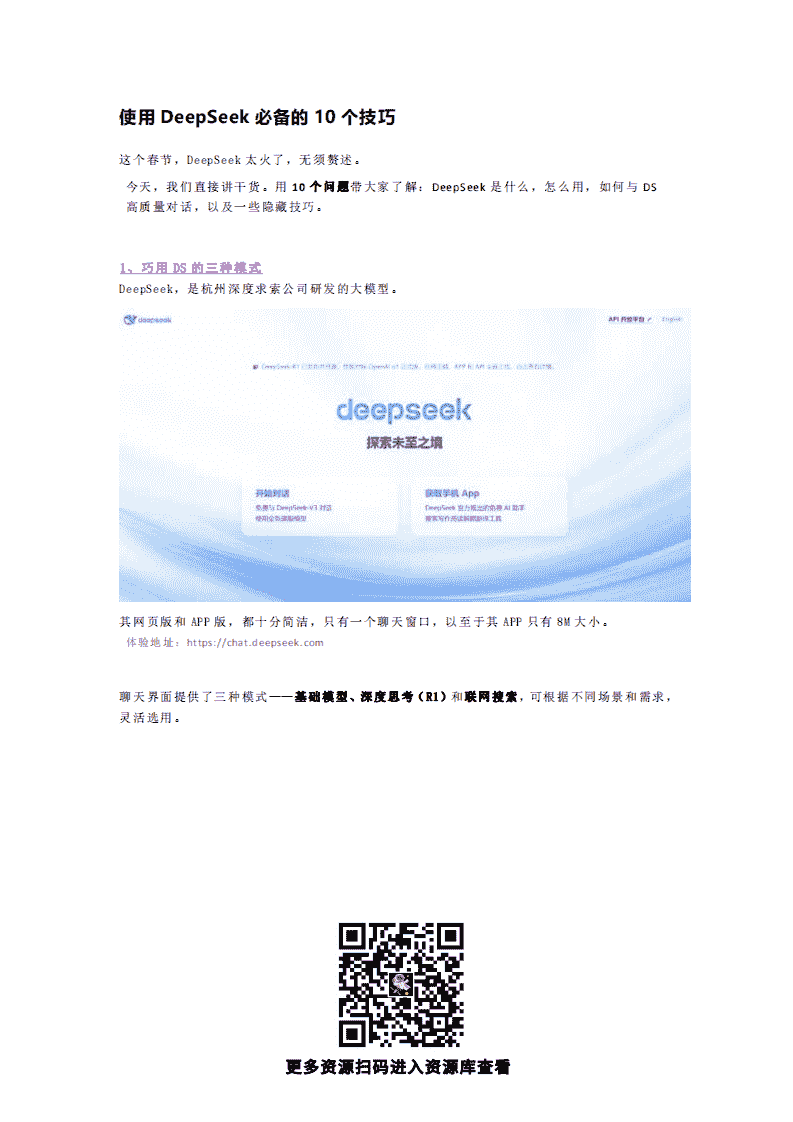 使用 DeepSeek 必备的 10 个技巧
这个春节，DeepSeek 太火了，无须赘述。
今天，我们直接讲干货。用 10 个问题带大家了解：DeepSeek 是什么，怎么用，如何与 DS
高质量对话，以及一些隐藏技巧。
1、巧用 DS 的三种模式
DeepSeek，是杭州深度求索公司研发的大模型。
deepseek
API 开放平台 ↗ English
deepseek
探索未至之境
开始对话
获取手机 App
免费与 DeepSeek-V3 对话
DeepSeek 官方推出的免费 AI 助手
使用全新旗舰模型
搜索写作阅读解题翻译工具
其网页版和 APP 版，都十分简洁，只有一个聊天窗口，以至于其 APP 只有 8M 大小。
体验地址：https://chat.deepseek.com
聊天界面提供了三种模式——基础模型、深度思考（R1）和联网搜索，可根据不同场景和需求，
灵活选用。
更多资源扫码进入资源库查看